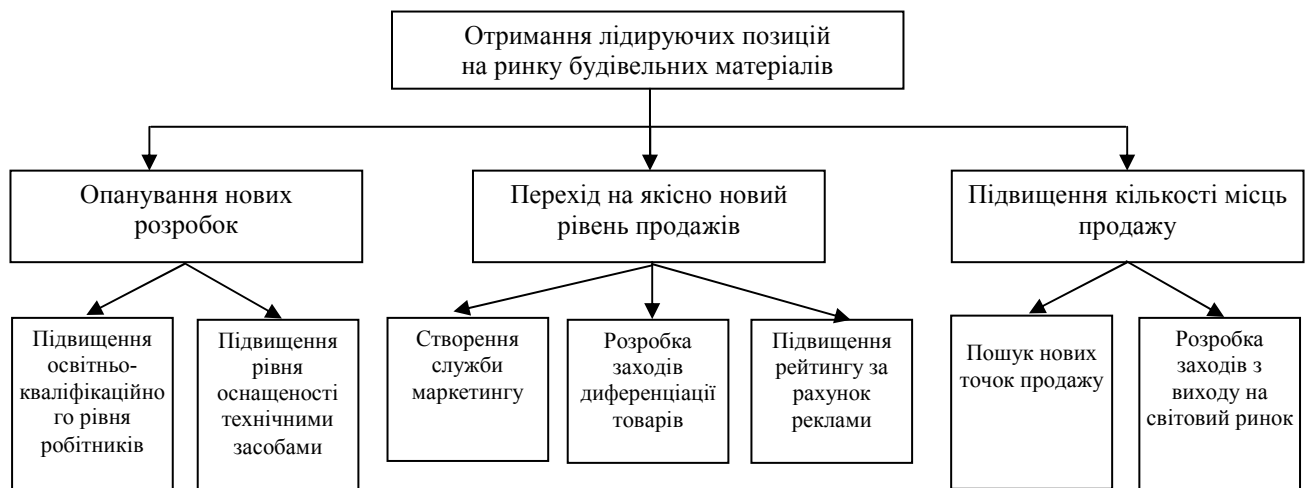 Отримання лідируючих позицій
на ринку будівельних матеріалів
Опанування нових
розробок
Перехід на якісно новий
рівень продажів
Підвищення кількості місць
продажу
Підвищення
освітньо-
кваліфікаційно
го рівня
робітників
Підвищення
рівня
оснащеності
технічними
засобами
Створення
служби
маркетингу
Розробка
заходів
диференціації
товарів
Підвищення
рейтингу за
рахунок
реклами
Пошук нових
точок продажу
Розробка
заходів з
виходу на
світовий ринок